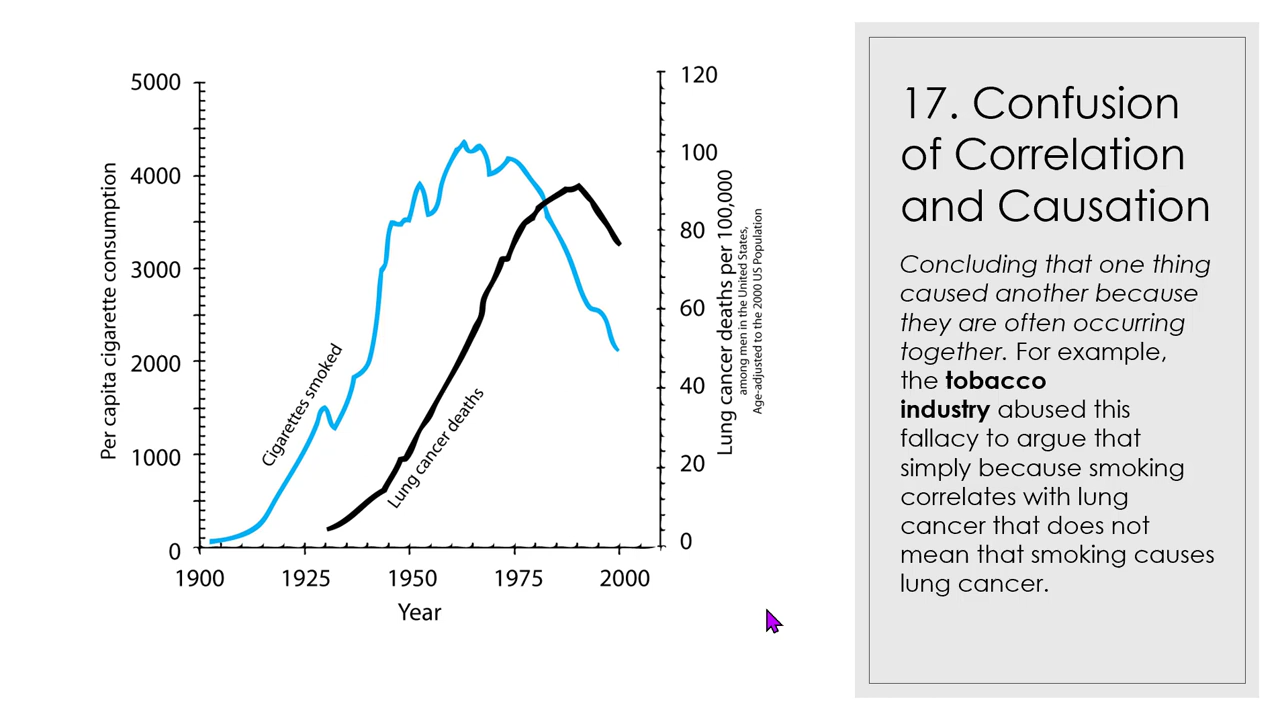 5000
4000
3000
2000
1000
0
Per capita cigarette consumption
1900
1925
1950
1975
2000
Year
Cigarettes smoked
Lung cancer deaths
120
100
80
60
40
20
0
Lung cancer deaths per 100,000
among men in the United States,
Age-adjusted to the 2000 US Population
17. Confusion
of Correlation
and Causation
Concluding that one thing
caused another because
they are often occurring
together. For example,
the tobacco
industry abused this
fallacy to argue that
simply because smoking
correlates with lung
cancer that does not
mean that smoking causes
lung cancer.